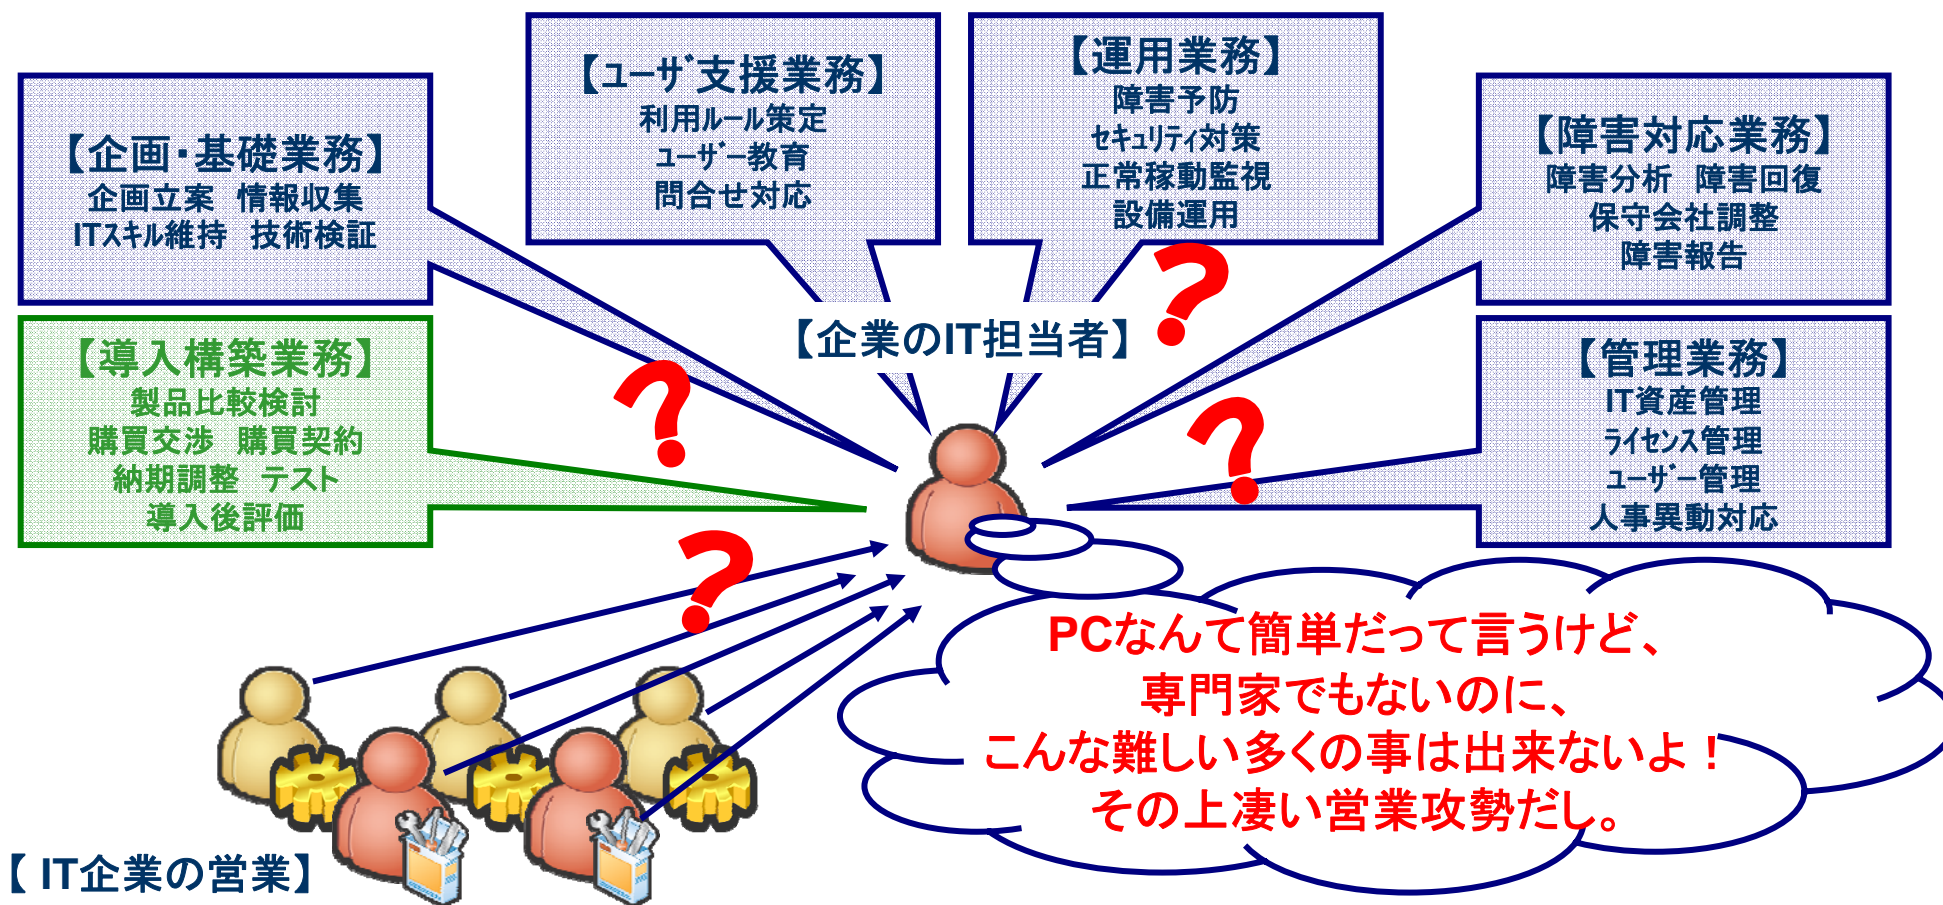 【企画・基礎業務】
企画立案　情報収集
ITスキル維持　技術検証
【ユーザ支援業務】
利用ルール策定
ユーザー教育
問合せ対応
【運用業務】
障害予防
セキュリティ対策
正常稼動監視
設備運用
【障害対応業務】
障害分析　障害回復
保守会社調整
障害報告
【導入構築業務】
製品比較検討
購買交渉　購買契約
納期調整　テスト
導入後評価
【企業のIT担当者】
？
？
？
？
【管理業務】
IT資産管理
ライセンス管理
ユーザー管理
人事異動対応
PCなんて簡単だって言うけど、
専門家でもないのに、
こんな難しい多くの事は出来ないよ！
その上凄い営業攻勢だし。
【 IT企業の営業】